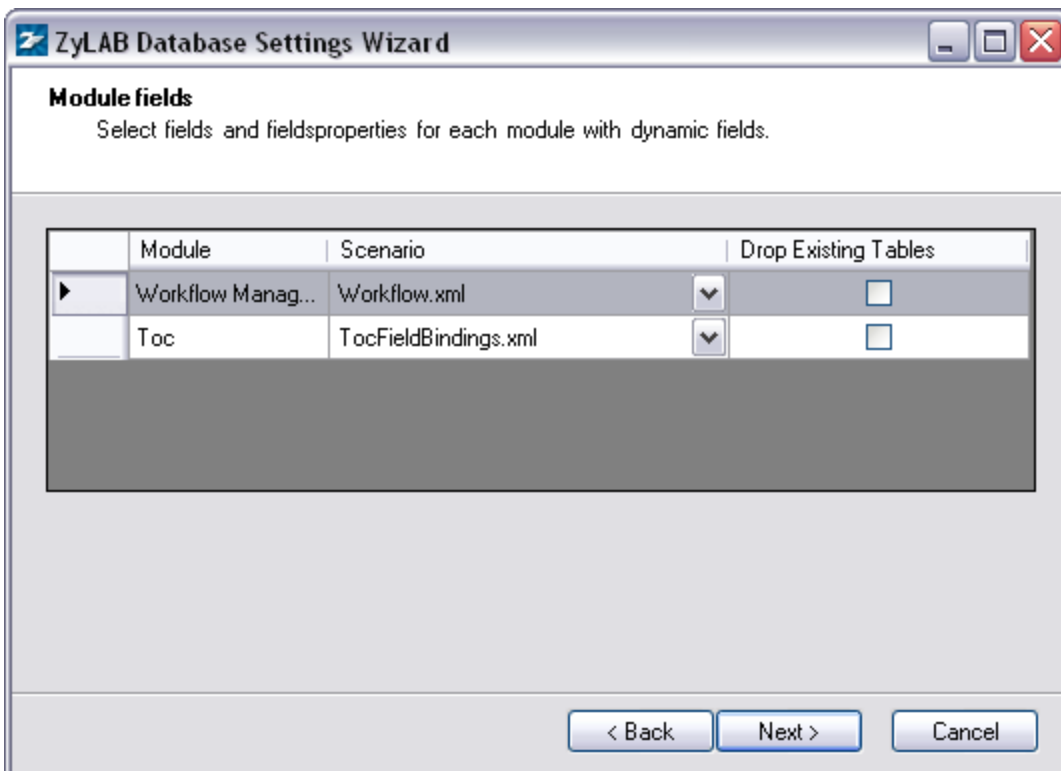 ZyLAB Database Settings Wizard
Module fields
Select fields and fieldsproperties for each module with dynamic fields.
Module Scenario Drop Existing Tables
Workflow Manag... Workflow.xml
Toc TocFieldBindings.xml
< Back Next > Cancel